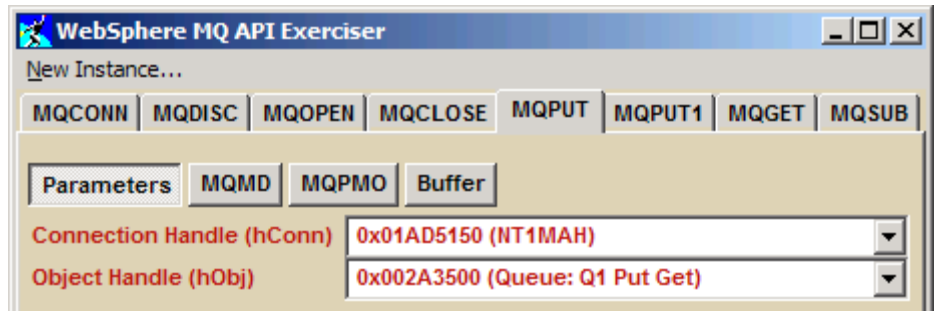 WebSphere MQ API Exerciser
New Instance...
MQCONN MQDISC MQOPEN MQCLOSE MQPUT MQPUT1 MQGET MQSUB
Parameters MQMD MQPMO Buffer
Connection Handle (hConn) 0x01AD5150 (NT1MAH)
Object Handle (hObj) 0x002A3500 (Queue: Q1 Put Get)